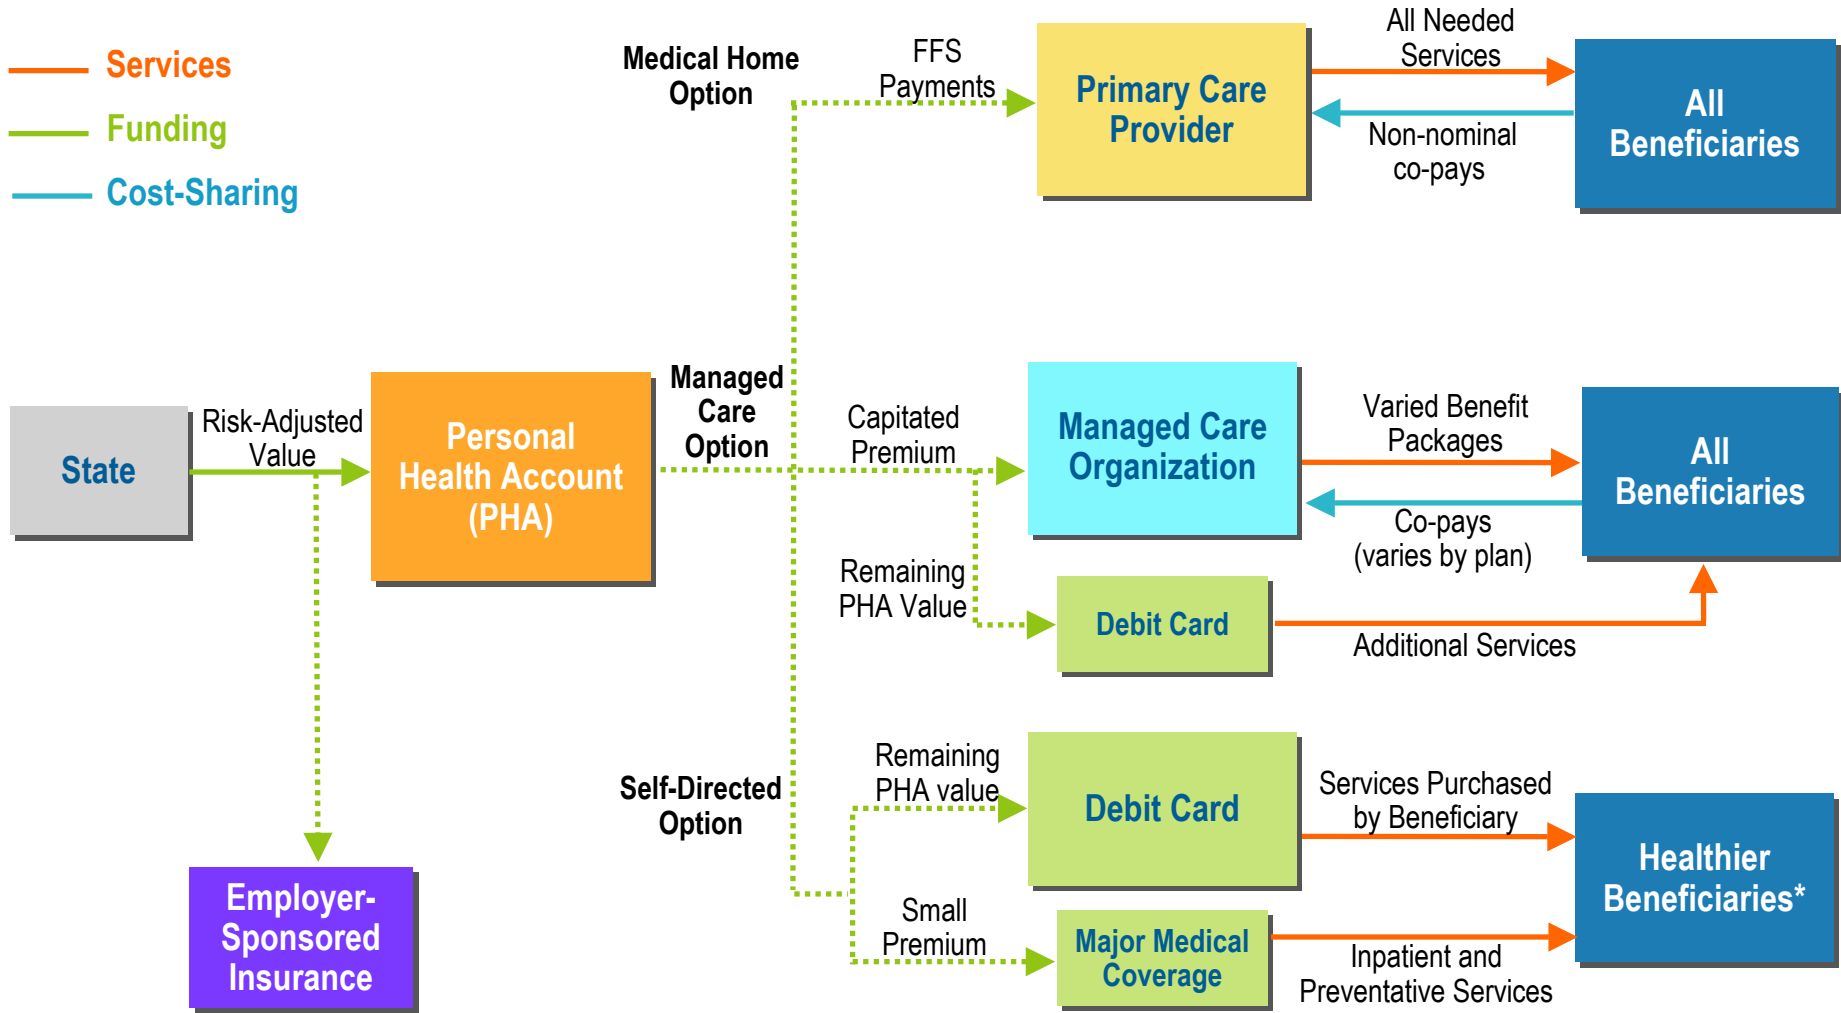 Services
Funding
Cost-Sharing
Medical Home
Option
FFS
Payments
Primary Care
Provider
All Needed
Services
Non-nominal
co-pays
All
Beneficiaries
State
Risk-Adjusted
Value
Personal
Health Account
(PHA)
Managed
Care
Option
Capitated
Premium
Managed Care
Organization
Varied Benefit
Packages
Co-pays
(varies by plan)
All
Beneficiaries
Remaining
PHA Value
Debit Card
Additional Services
Employer-
Sponsored
Insurance
Self-Directed
Option
Remaining
PHA value
Debit Card
Services Purchased
by Beneficiary
Small
Premium
Major Medical
Coverage
Inpatient and
Preventative Services
Healthier
Beneficiaries*